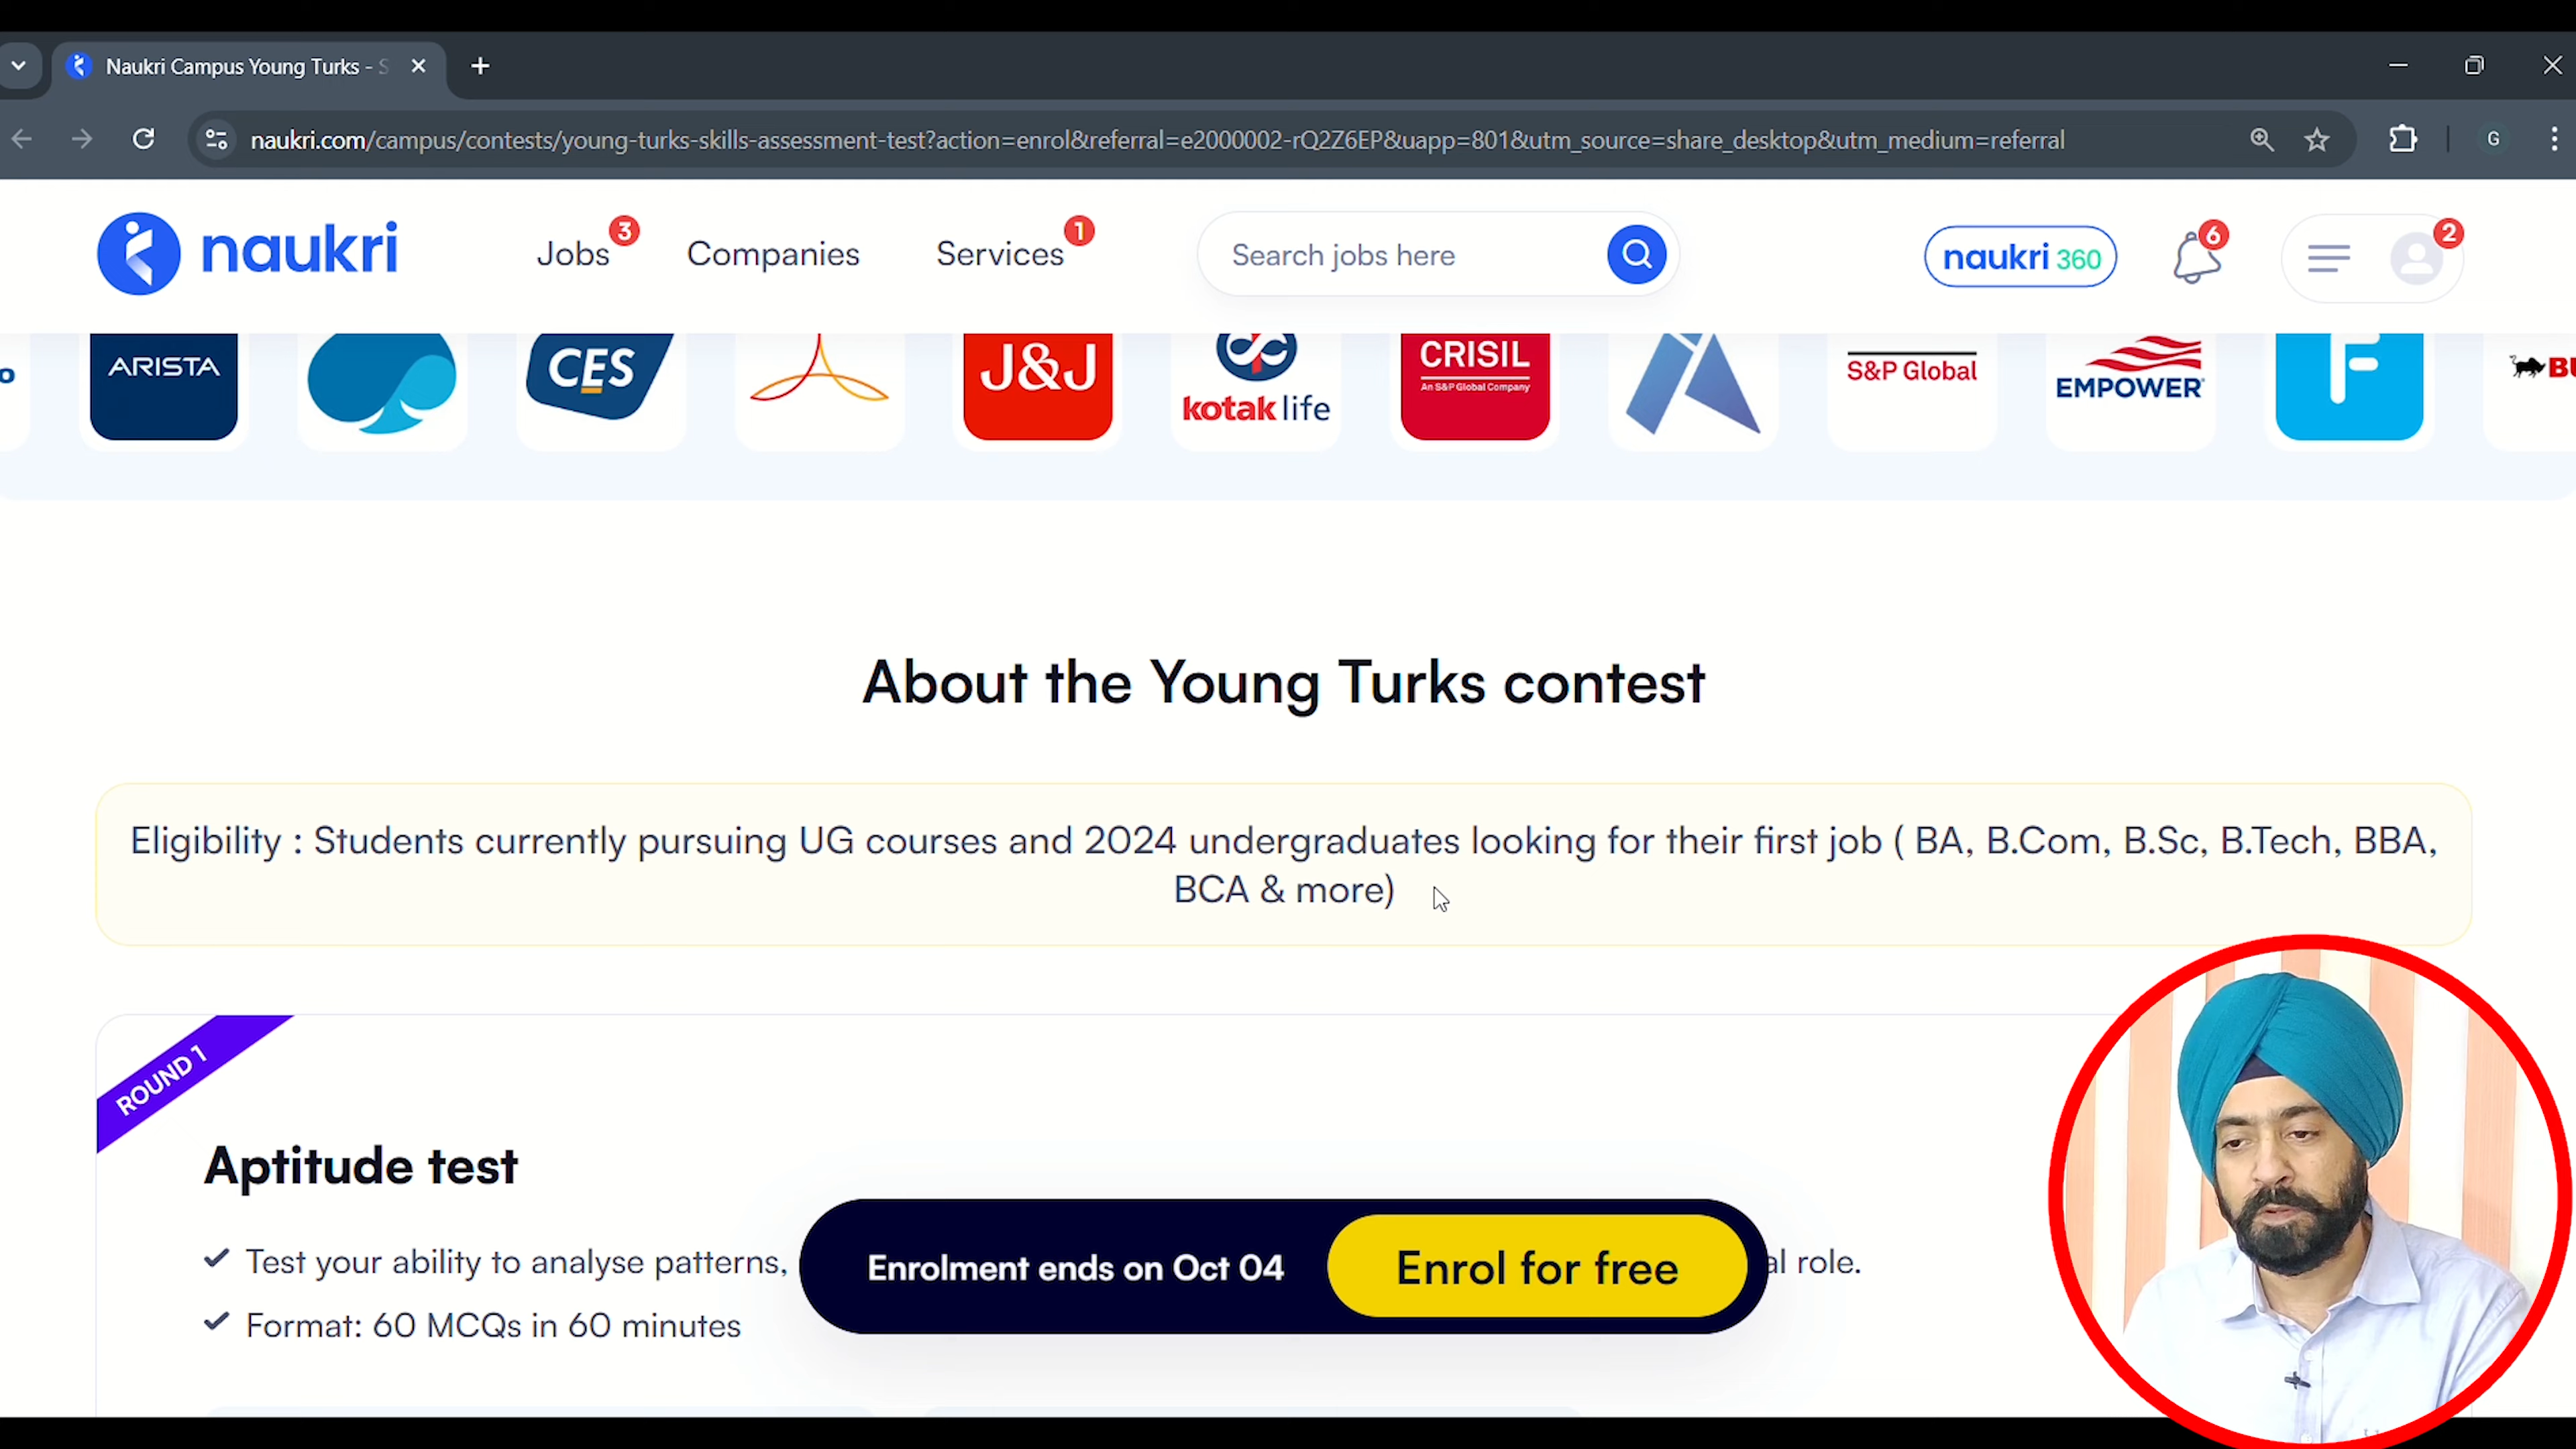 Naukri Campus Young Turks - S
naukri.com/campus/contests/young-turks-skills-assessment-test?action=enrol&referral=e2000002-rQ2Z6EP&uapp=801&utm_source=share_desktop&utm_medium=referral
G
naukri
Jobs 3
Companies
Services 1
Search jobs here
naukri 360
6
2
o
ARISTA
CES
J&J
kotak life
CRISIL
An S&P Global Company
S&P Global
EMPOWER
F
BU
About the Young Turks contest
Eligibility : Students currently pursuing UG courses and 2024 undergraduates looking for their first job ( BA, B.Com, B.Sc, B.Tech, BBA,
BCA & more)
ROUND 1
Aptitude test
Test your ability to analyse patterns, al role.
Format: 60 MCQs in 60 minutes
Enrolment ends on Oct 04
Enrol for free